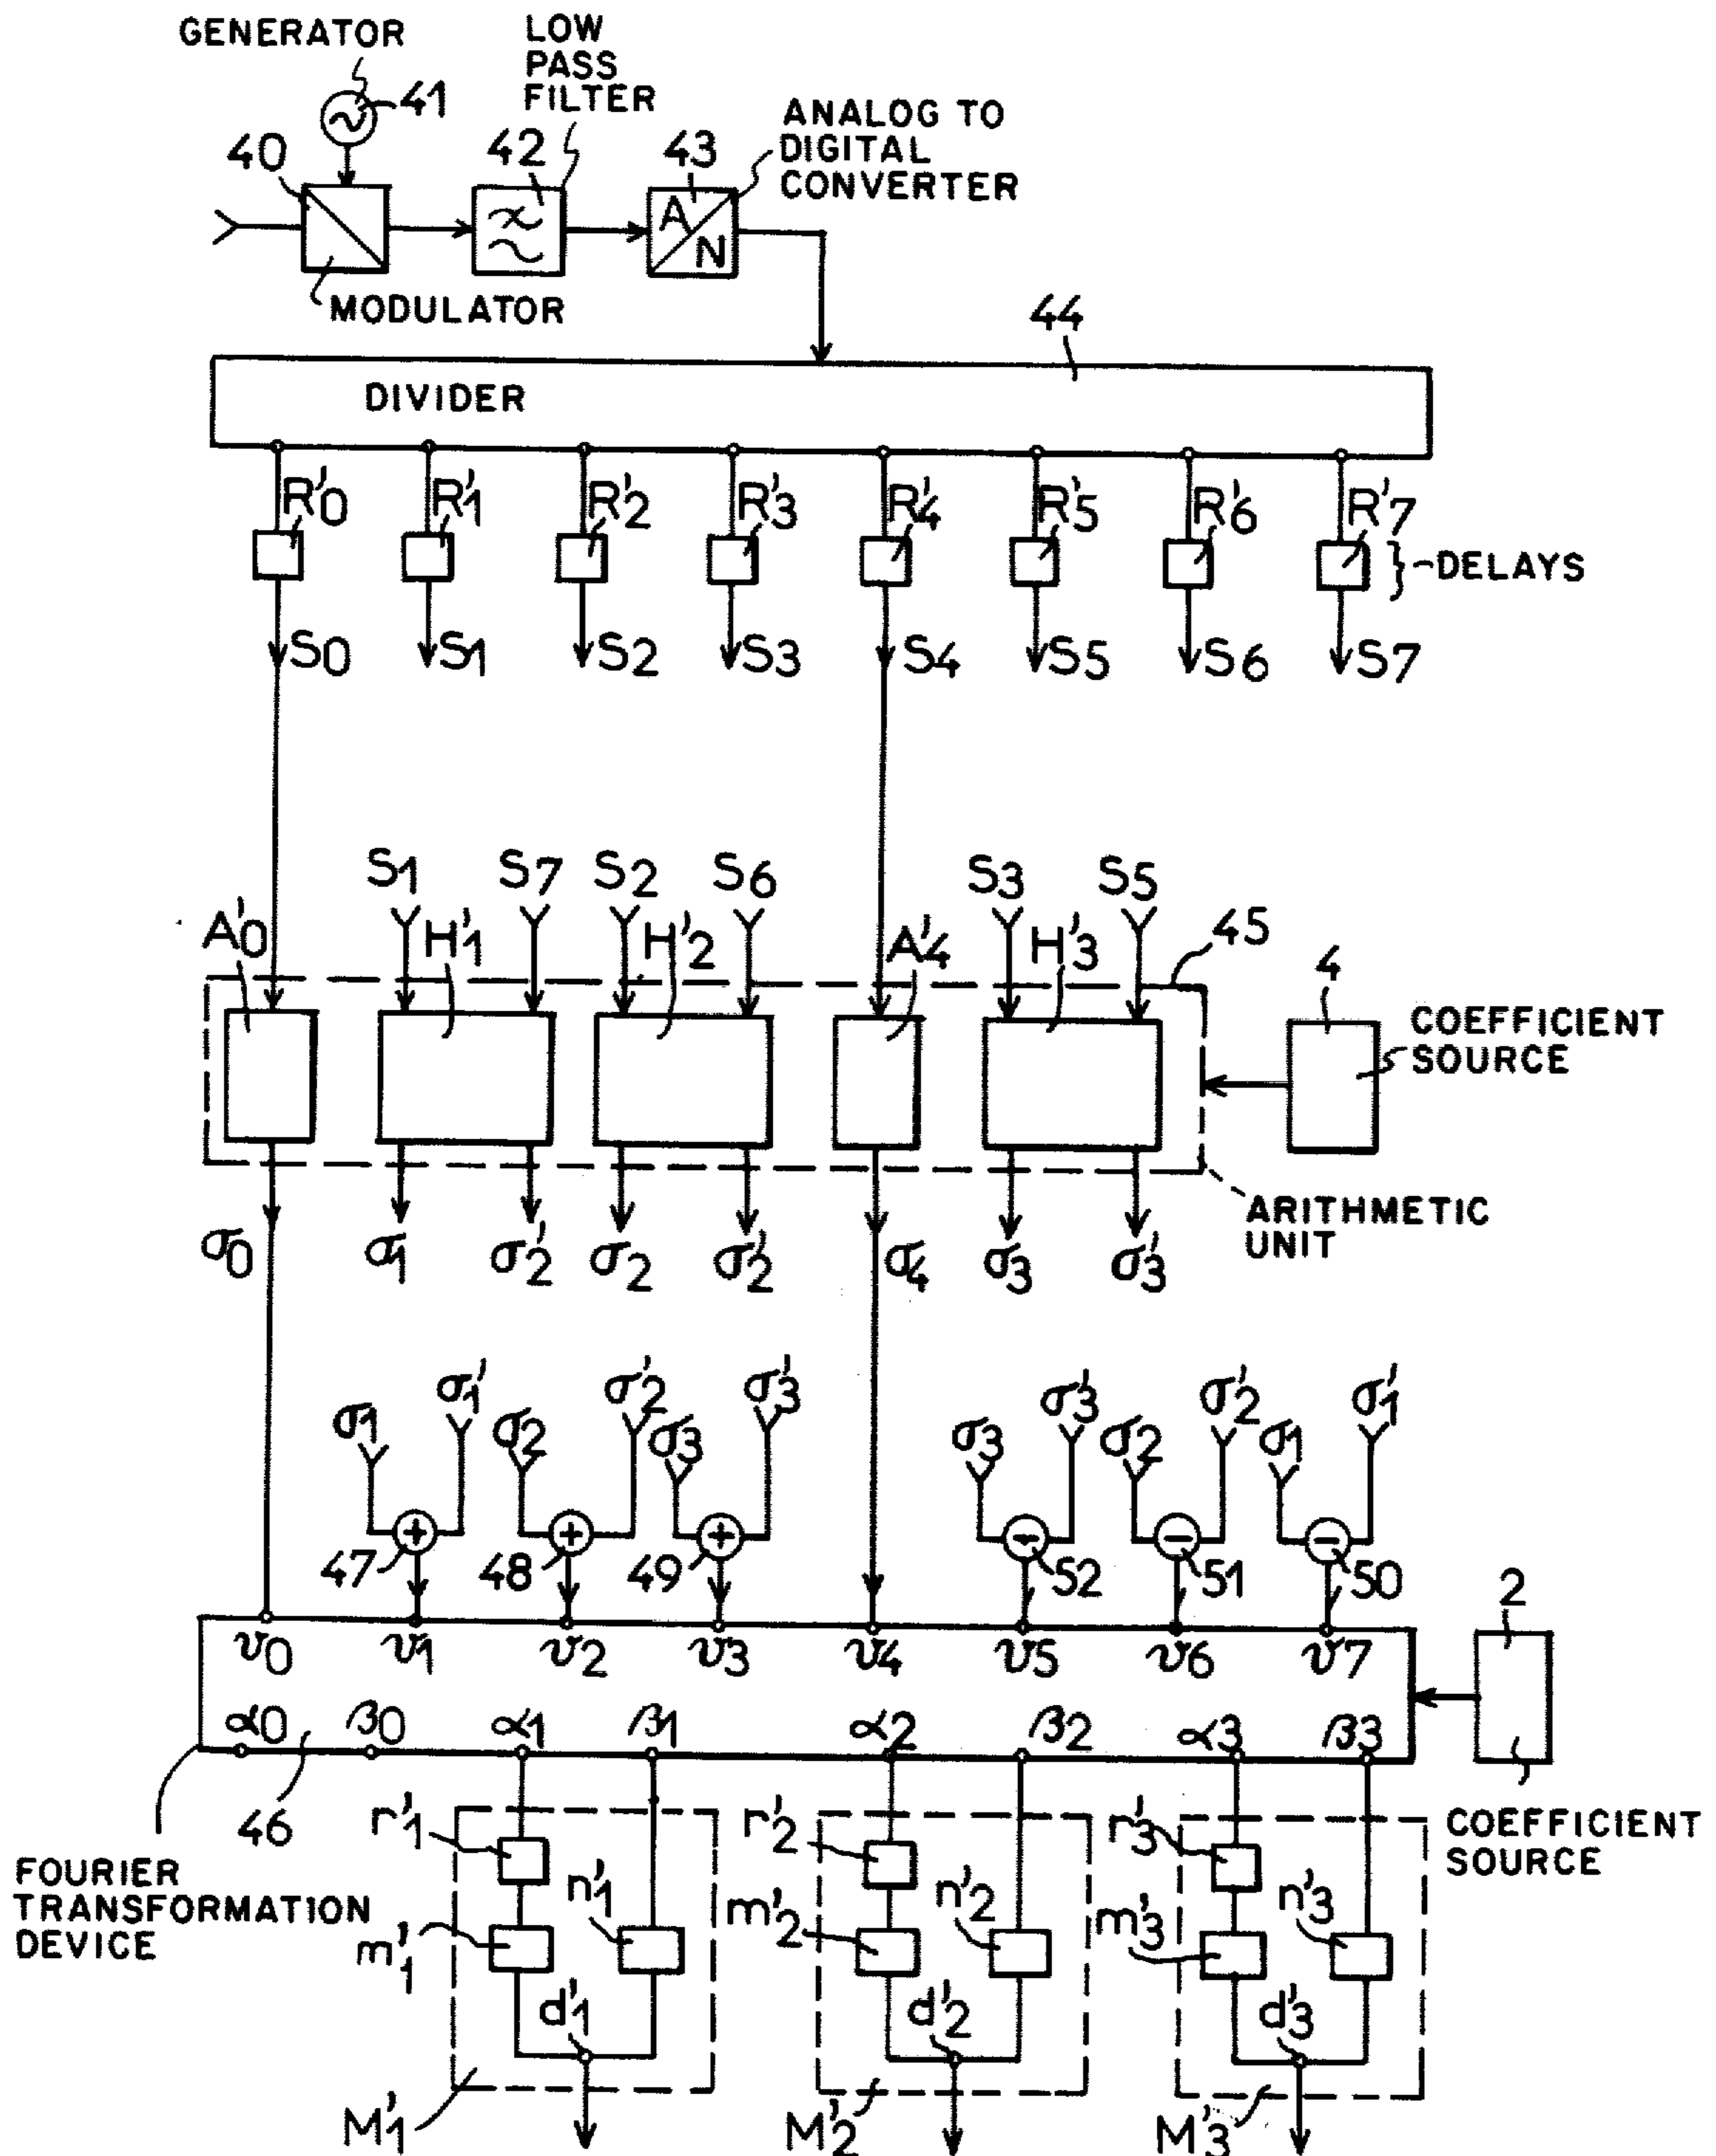 GENERATOR
LOW
PASS
FILTER
41
ANALOG TO
DIGITAL
CONVERTER
40
42
43
A
N
MODULATOR
44
DIVIDER
R'0 R'1 R'2 R'3 R'4 R'5 R'6 R'7
DELAYS
S0 S1 S2 S3 S4 S5 S6 S7
S1 S7 S2 S6 S3 S5
A'0 H'1 H'2 A'4 H'3 45
4
COEFFICIENT
SOURCE
ARITHMETIC
UNIT
σ0 σ1 σ'2 σ2 σ'2 σ4 σ3 σ'3
σ1 σ'1 σ2 σ'2 σ3 σ'3 σ3 σ'3 σ2 σ'2 σ1 σ'1
+ + + - - -
47 48 49 52 51 50
2
v0 v1 v2 v3 v4 v5 v6 v7
α0 β0 α1 β1 α2 β2 α3 β3
46
COEFFICIENT
SOURCE
FOURIER
TRANSFORMATION
DEVICE
r'1 r'2 r'3
m'1 n'1 m'2 n'2 m'3 n'3
d'1 d'2 d'3
M'1 M'2 M'3